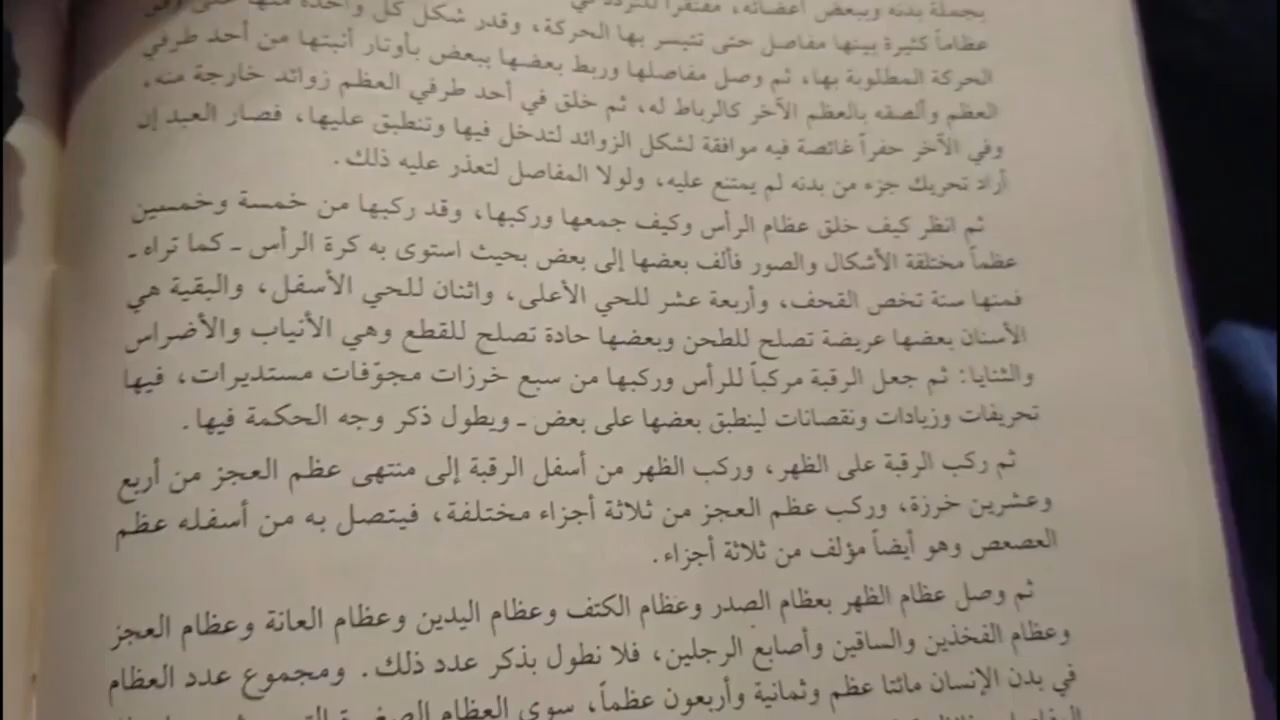 بجملة بدنه وببعض أعضائه، مفتقراً للتردد في
عظاماً كثيرة بينها مفاصل حتى تتيسر بها الحركة، وقدر شكل كل واحدة منها
الحركة المطلوبة بها، ثم وصل مفاصلها وربط بعضها ببعض بأوتار أنبتها من أحد طرفي
العظم وألصقه بالعظم الآخر كالرباط له، ثم خلق في أحد طرفي العظم زوائد خارجة منه،
وفي الآخر حفراً غائصة فيه موافقة لشكل الزوائد لتدخل فيها وتنطبق عليها، فصار العبد إن
أراد تحريك جزء من بدنه لم يمتنع عليه، ولولا المفاصل لتعذر عليه ذلك.
ثم انظر كيف خلق عظام الرأس وكيف جمعها وركبها، وقد ركبها من خمسة وخمسين
عظماً مختلفة الأشكال والصور فألف بعضها إلى بعض بحيث استوى به كرة الرأس ـ كما تراه ـ
فمنها ستة تخص القحف، وأربعة عشر للحي الأعلى، واثنان للحي الأسفل، والبقية هي
الأسنان بعضها عريضة تصلح للطحن وبعضها حادة تصلح للقطع وهي الأنياب والأضراس
والثنايا: ثم جعل الرقبة مركباً للرأس وركبها من سبع خرزات مجوّفات مستديرات، فيها
تحريفات وزيادات ونقصانات لينطبق بعضها على بعض ـ ويطول ذكر وجه الحكمة فيها.
ثم ركب الرقبة على الظهر، وركب الظهر من أسفل الرقبة إلى منتهى عظم العجز من أربع
وعشرين خرزة، وركب عظم العجز من ثلاثة أجزاء مختلفة، فيتصل به من أسفله عظم
العصعص وهو أيضاً مؤلف من ثلاثة أجزاء.
ثم وصل عظام الظهر بعظام الصدر وعظام الكتف وعظام اليدين وعظام العانة وعظام العجز
وعظام الفخذين والساقين وأصابع الرجلين، فلا نطول بذكر عدد ذلك. ومجموع عدد العظام
في بدن الإنسان مائتا عظم وثمانية وأربعون عظماً، سوى العظام الصغيرة التي